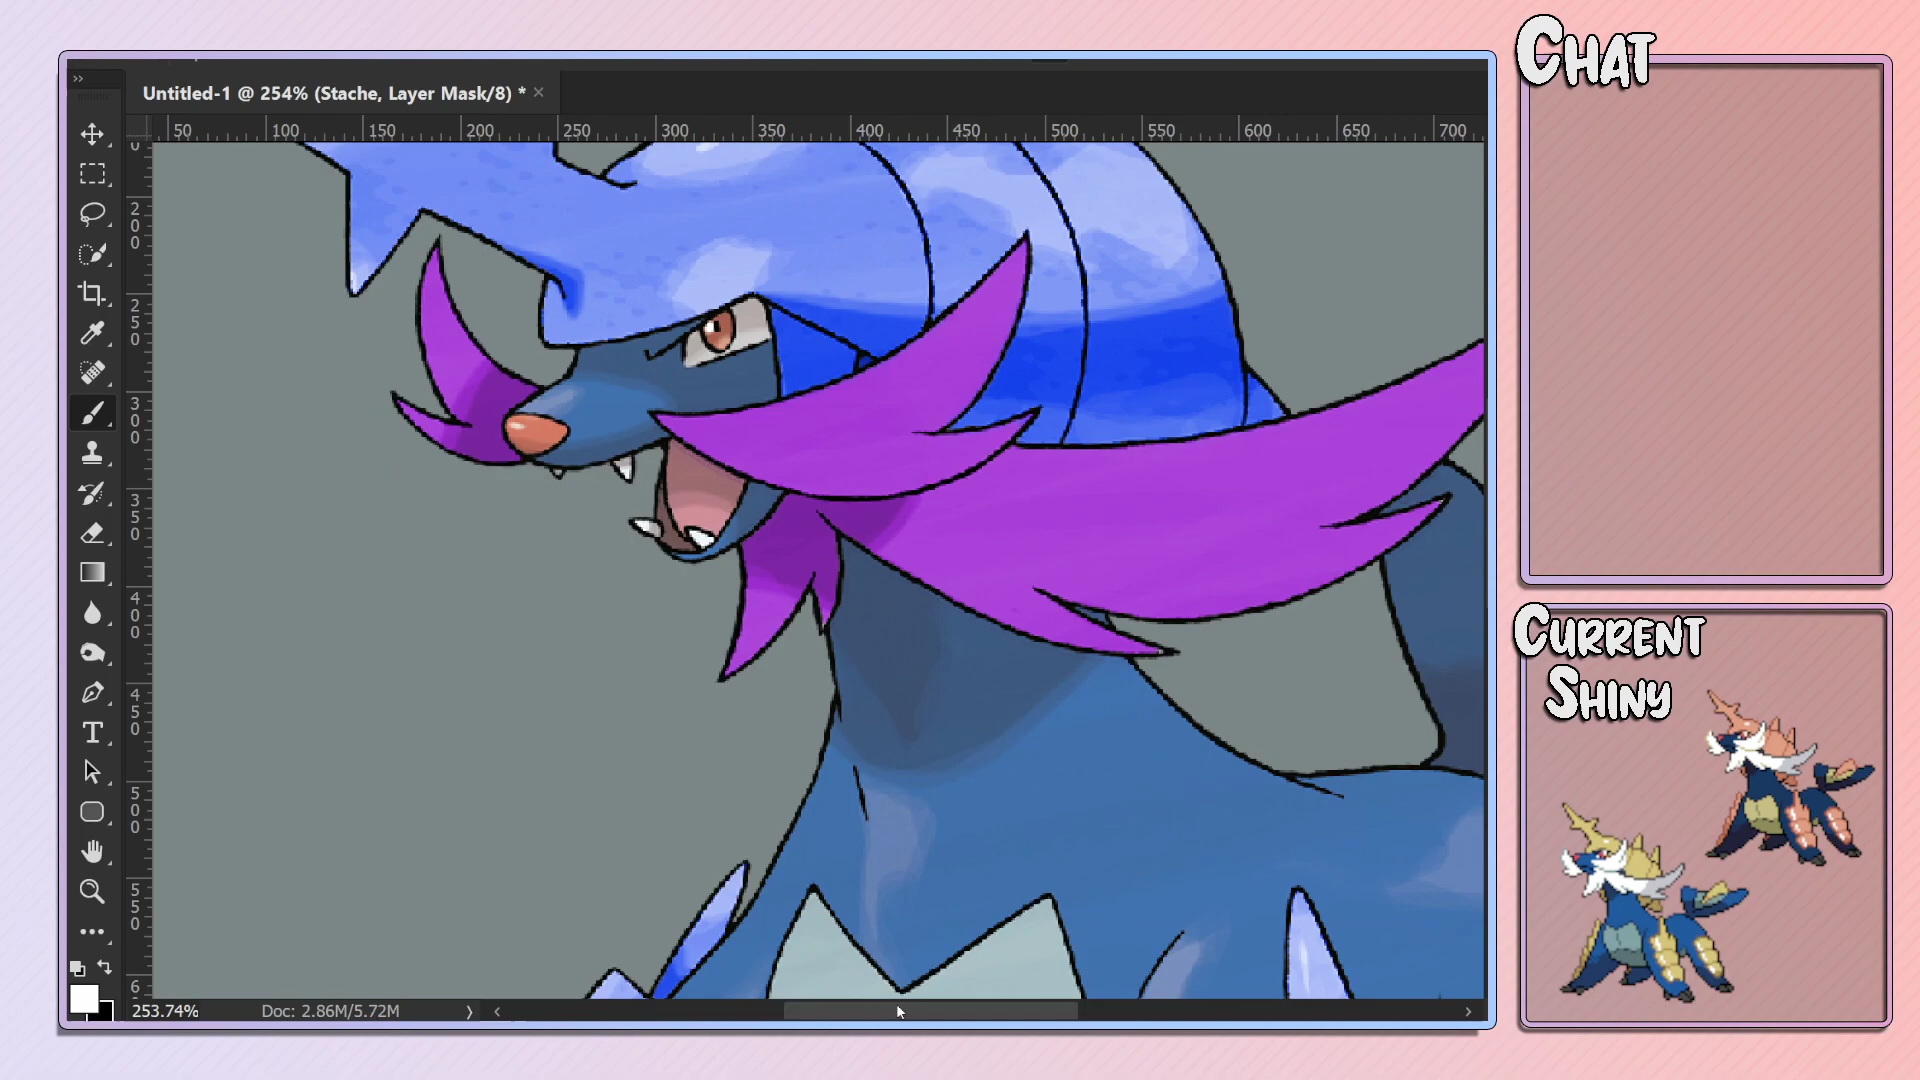 Chat
Untitled-1 @ 254% (Stache, Layer Mask/8) *
50 100 150 200 250 300 350 400 450 500 550 600 650 700
0
200
250
300
350
400
450
500
550
6
253.74%
Doc: 2.86M/5.72M
Current
Shiny